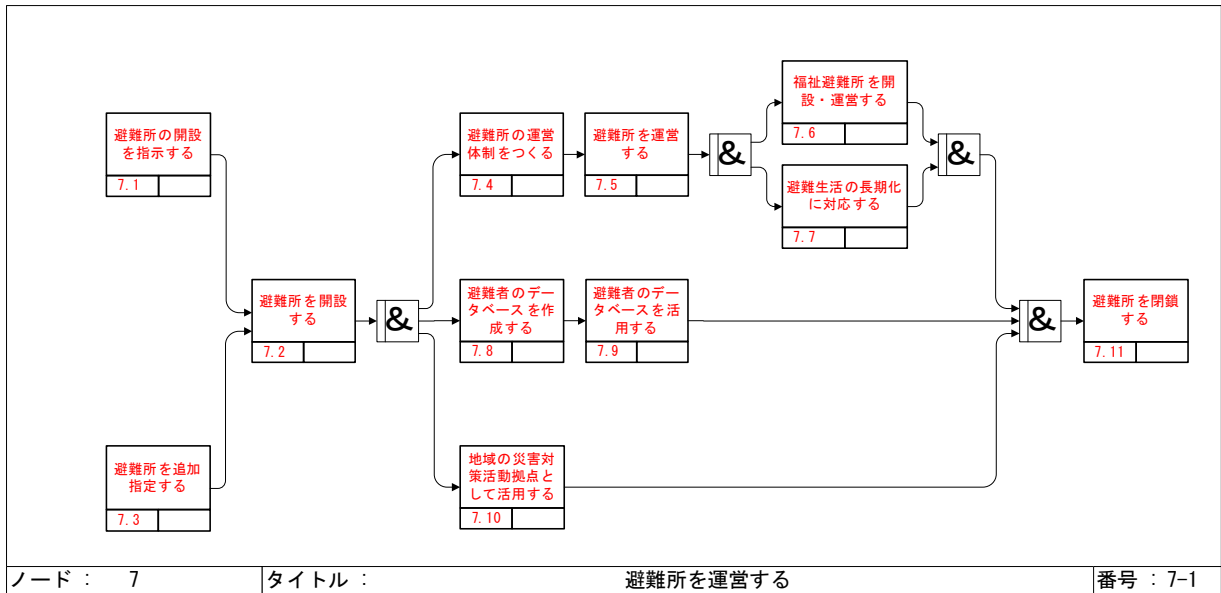 避難所の開設
を指示する
7.1
避難所を開設
する
7.2
避難所を追加
指定する
7.3
&
避難所の運営
体制をつくる
7.4
避難所を運営
する
7.5
&
福祉避難所を開
設・運営する
7.6
避難生活の長期化
に対応する
7.7
&
避難者のデー
タベースを作
成する
7.8
避難者のデー
タベースを活
用する
7.9
地域の災害対
策活動拠点と
して活用する
7.10
&
避難所を閉鎖
する
7.11
ノード： 7
タイトル： 避難所を運営する
番号：7-1